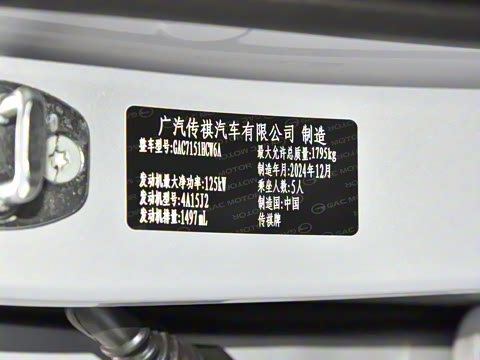 广汽传祺汽车有限公司 制造
整车型号:GAC7151HCW6A
最大允许总质量:1795kg
制造年月:2024年12月
发动机最大净功率:125kW
乘坐人数:5人
发动机型号:4A15J2
制造国:中国
发动机排量:1497mL
传祺牌
GAC MOTOR